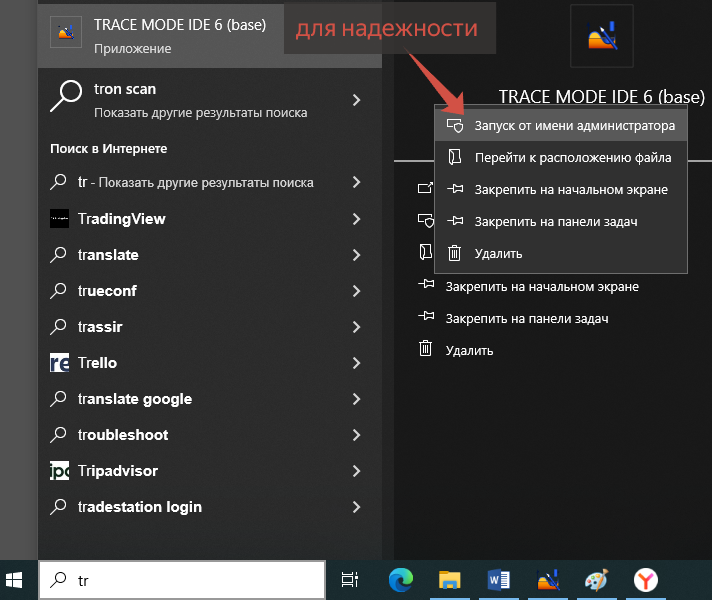 TRACE MODE IDE 6 (base)
Приложение
для надежности
tron scan
Показать другие результаты поиска
Поиск в Интернете
tr - Показать другие результаты поиска
TradingView
translate
trueconf
trassir
Trello
translate google
troubleshoot
Tripadvisor
tradestation login
TRACE MODE IDE 6 (base)
Запуск от имени администратора
Перейти к расположению файла
Закрепить на начальном экране
Закрепить на панели задач
Удалить
Закрепить на начальном экране
Закрепить на панели задач
Удалить
tr